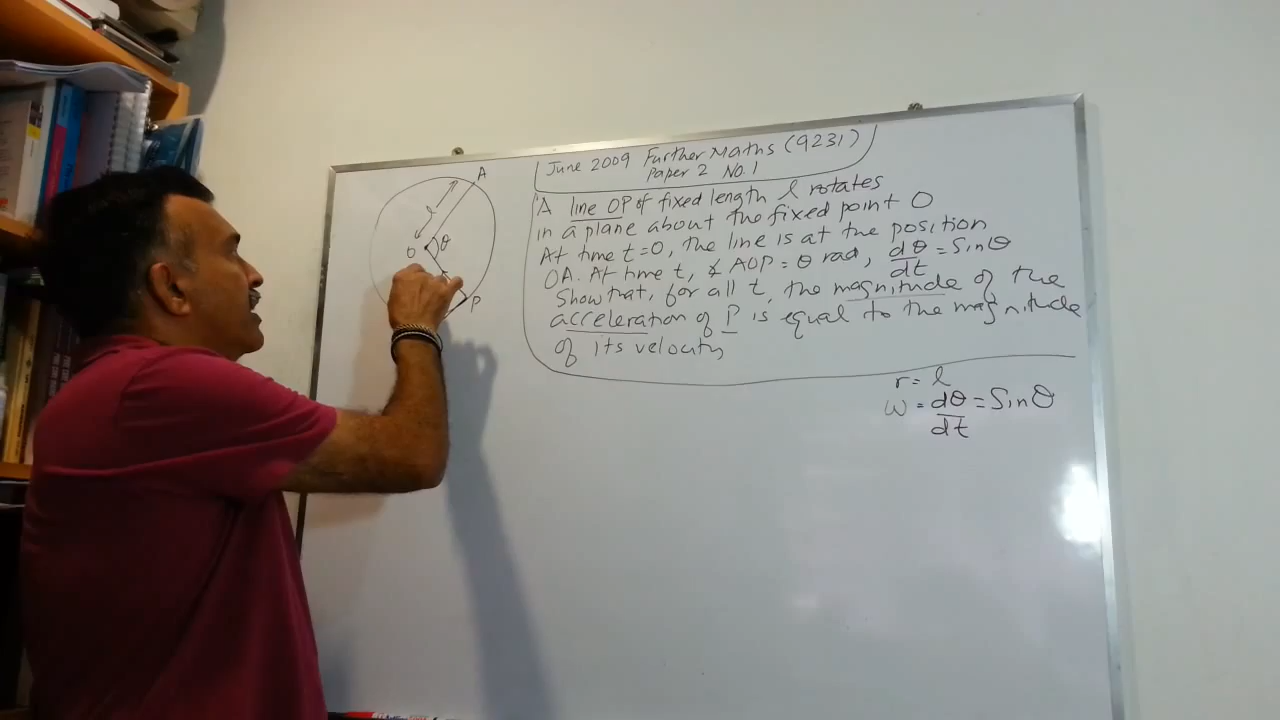 June 2009 Further Maths (9231)
Paper 2 No.1
A line OP of fixed length l rotates
in a plane about the fixed point O
At time t=0, the line is at the position
OA. At time t, ∡ AOP = θ rad, dθ/dt = Sinθ
Show that, for all t, the magnitude of the
acceleration of P is equal to the magnitude
of its velocity
A
l
O
θ
P
r = l
W = dθ/dt = Sinθ